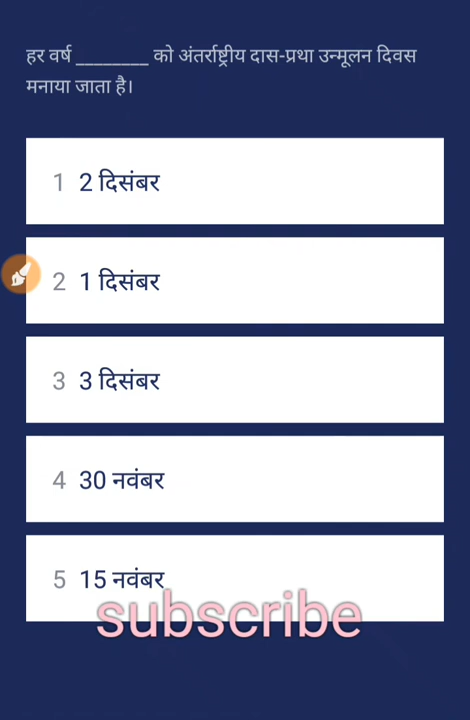 हर वर्ष ________ को अंतर्राष्ट्रीय दास-प्रथा उन्मूलन दिवस
मनाया जाता है।
1 2 दिसंबर
2 1 दिसंबर
3 3 दिसंबर
4 30 नवंबर
5 15 नवंबर
subscribe